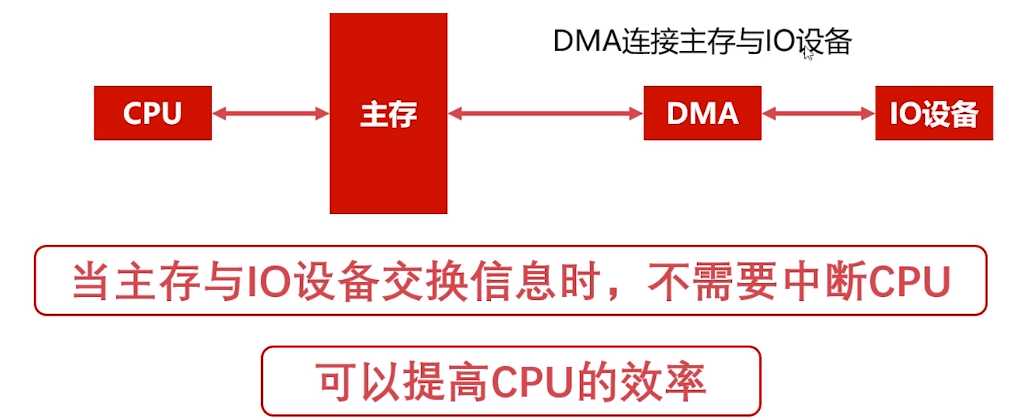 DMA连接主存与IO设备
CPU
主存
DMA
IO设备
当主存与IO设备交换信息时，不需要中断CPU
可以提高CPU的效率